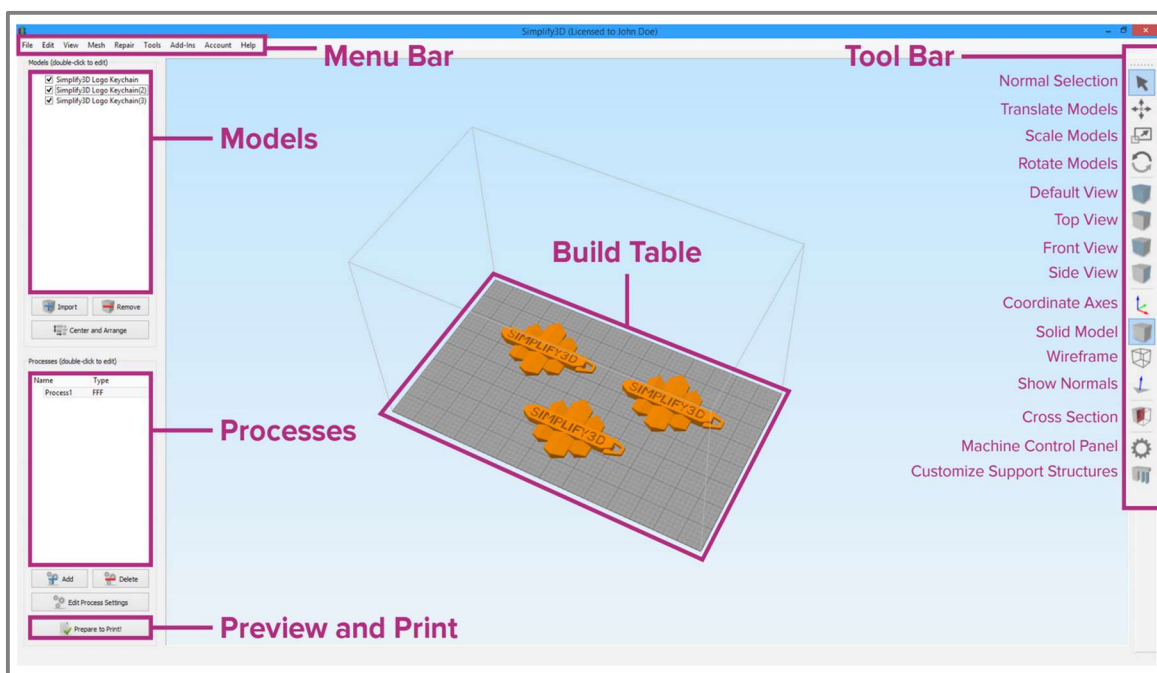 Simplify3D (Licensed to John Doe)
File Edit View Mesh Repair Tools Add-Ins Account Help
Menu Bar
Tool Bar
Models (double-click to edit)
Simplify3D Logo Keychain
Simplify3D Logo Keychain(2)
Simplify3D Logo Keychain(3)
Models
Import Remove
Center and Arrange
Processes (double-click to edit)
Name Type
Process1 FFF
Processes
Add Delete
Edit Process Settings
Prepare to Print!
Preview and Print
Build Table
SIMPLIFY3D
SIMPLIFY3D
SIMPLIFY3D
Normal Selection
Translate Models
Scale Models
Rotate Models
Default View
Top View
Front View
Side View
Coordinate Axes
Solid Model
Wireframe
Show Normals
Cross Section
Machine Control Panel
Customize Support Structures